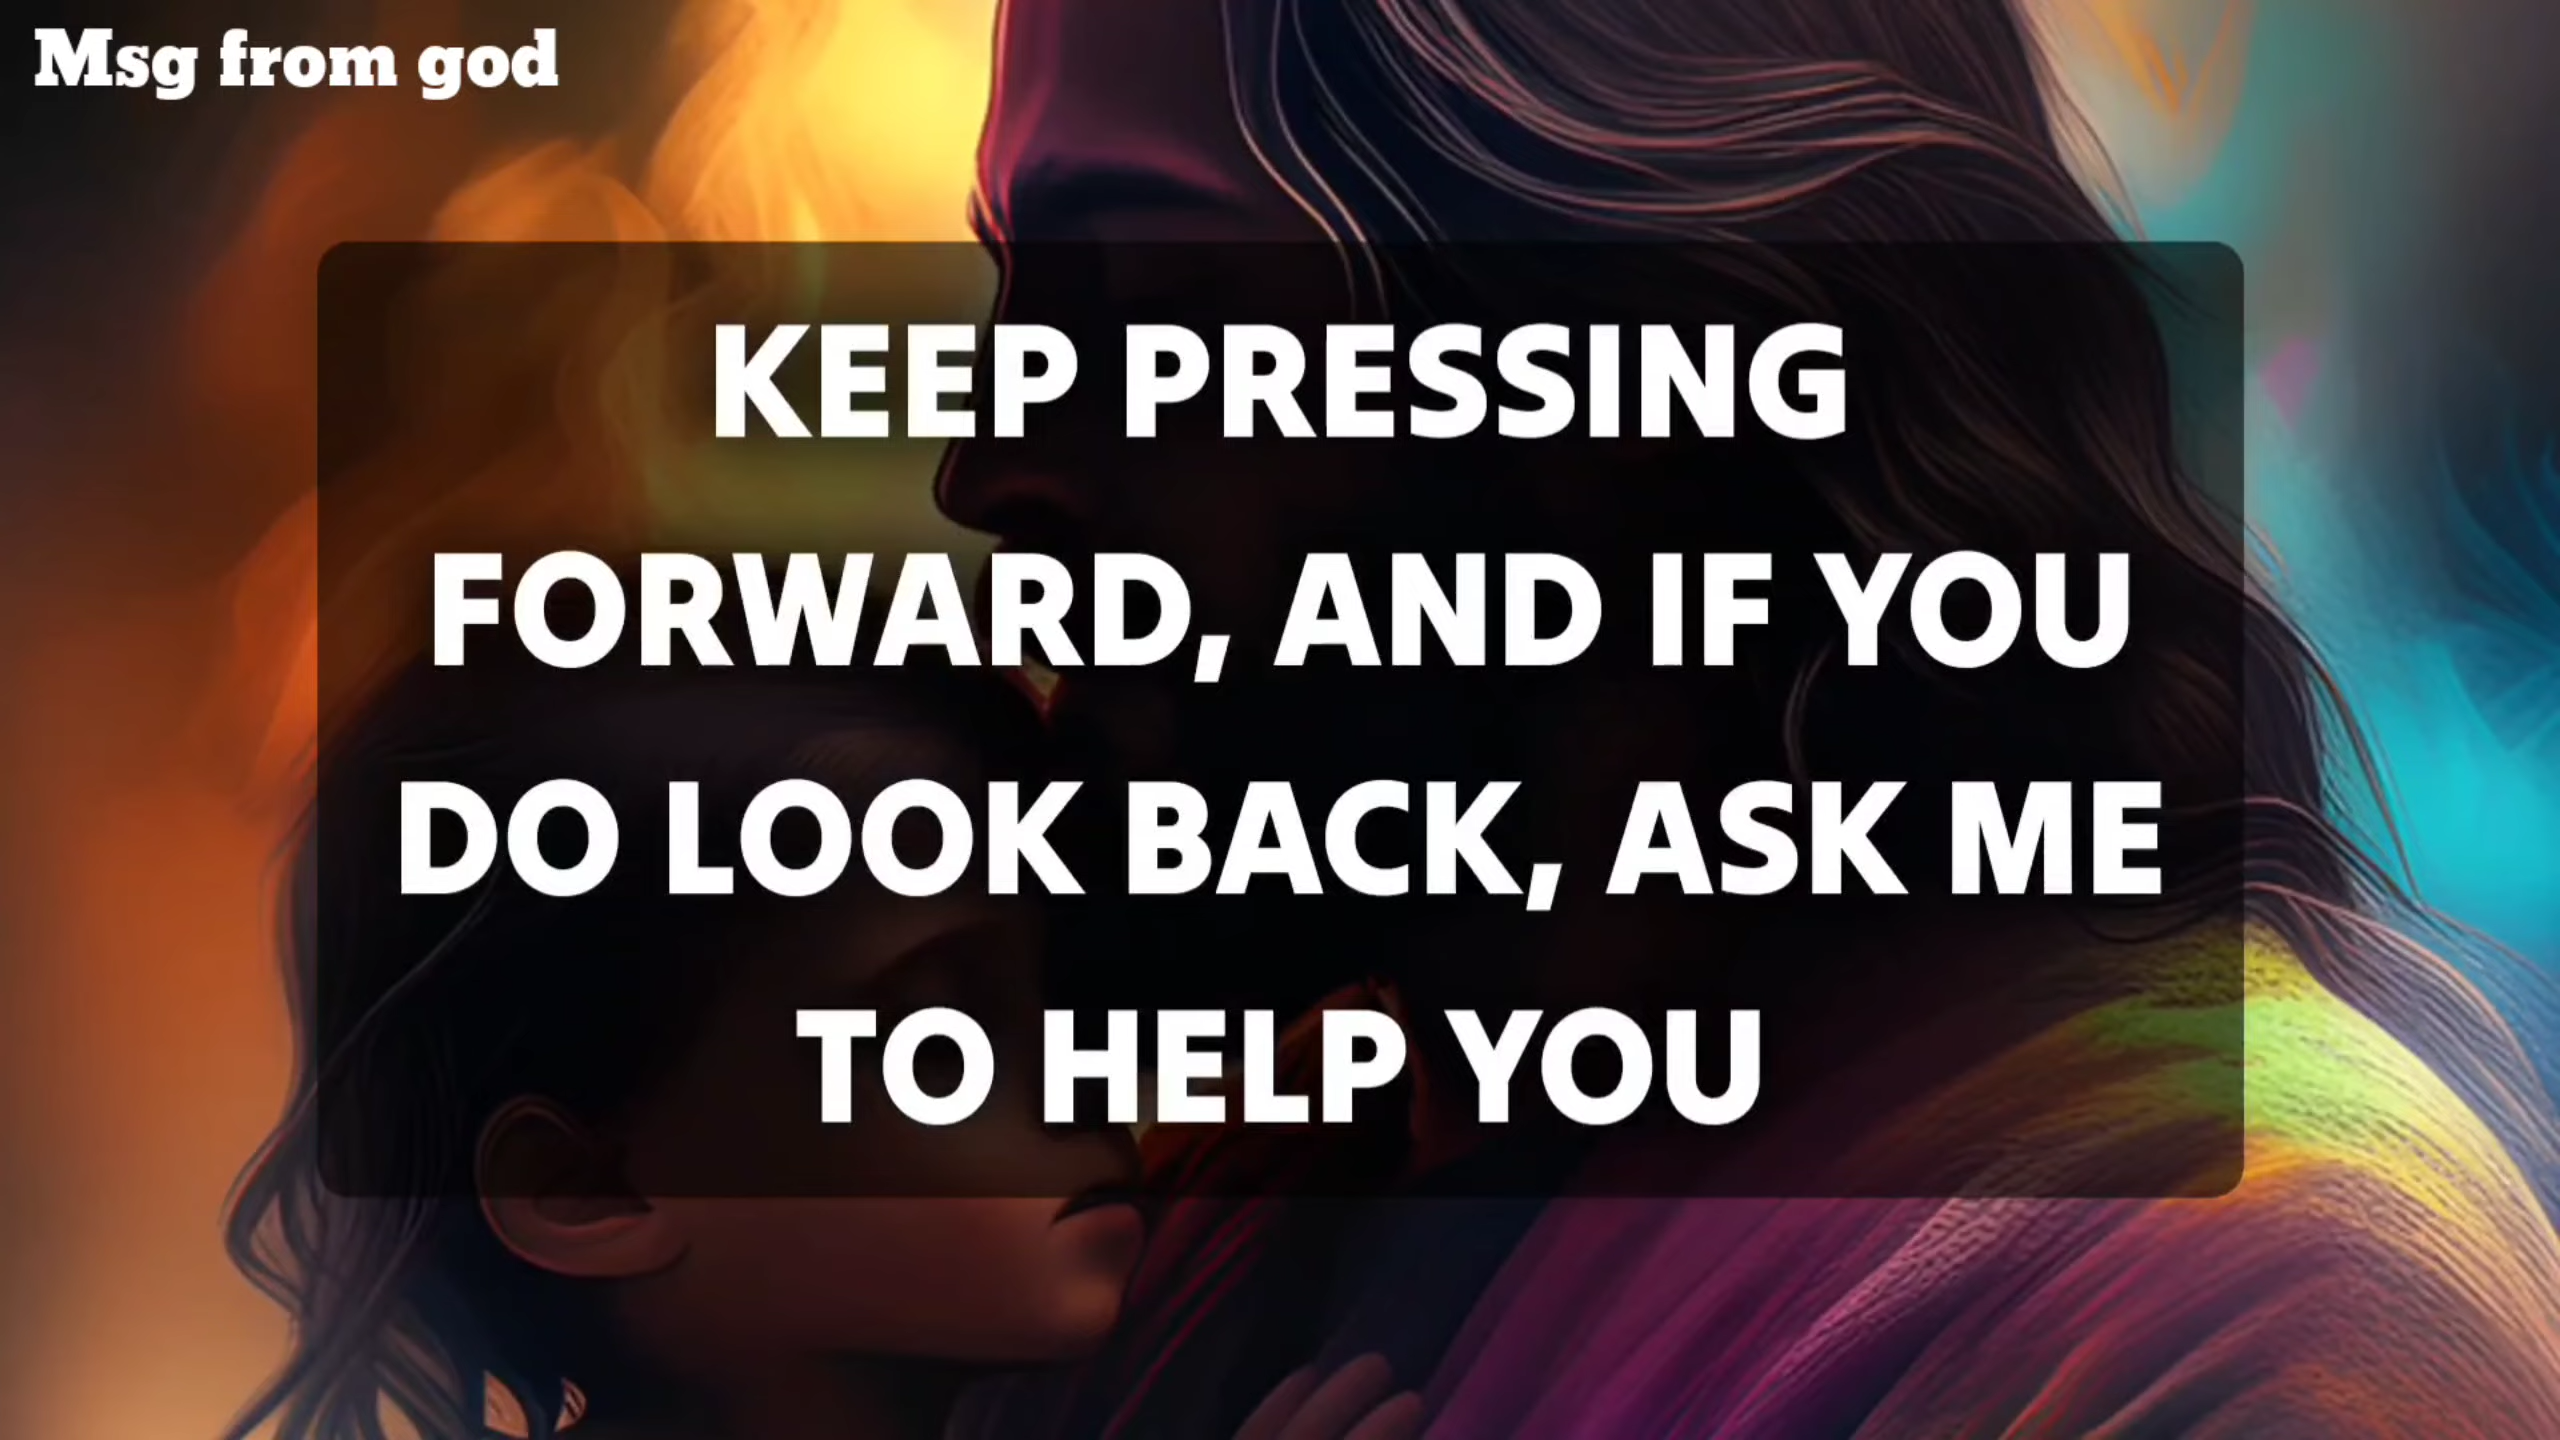 Msg from god
KEEP PRESSING
FORWARD, AND IF YOU
DO LOOK BACK, ASK ME
TO HELP YOU